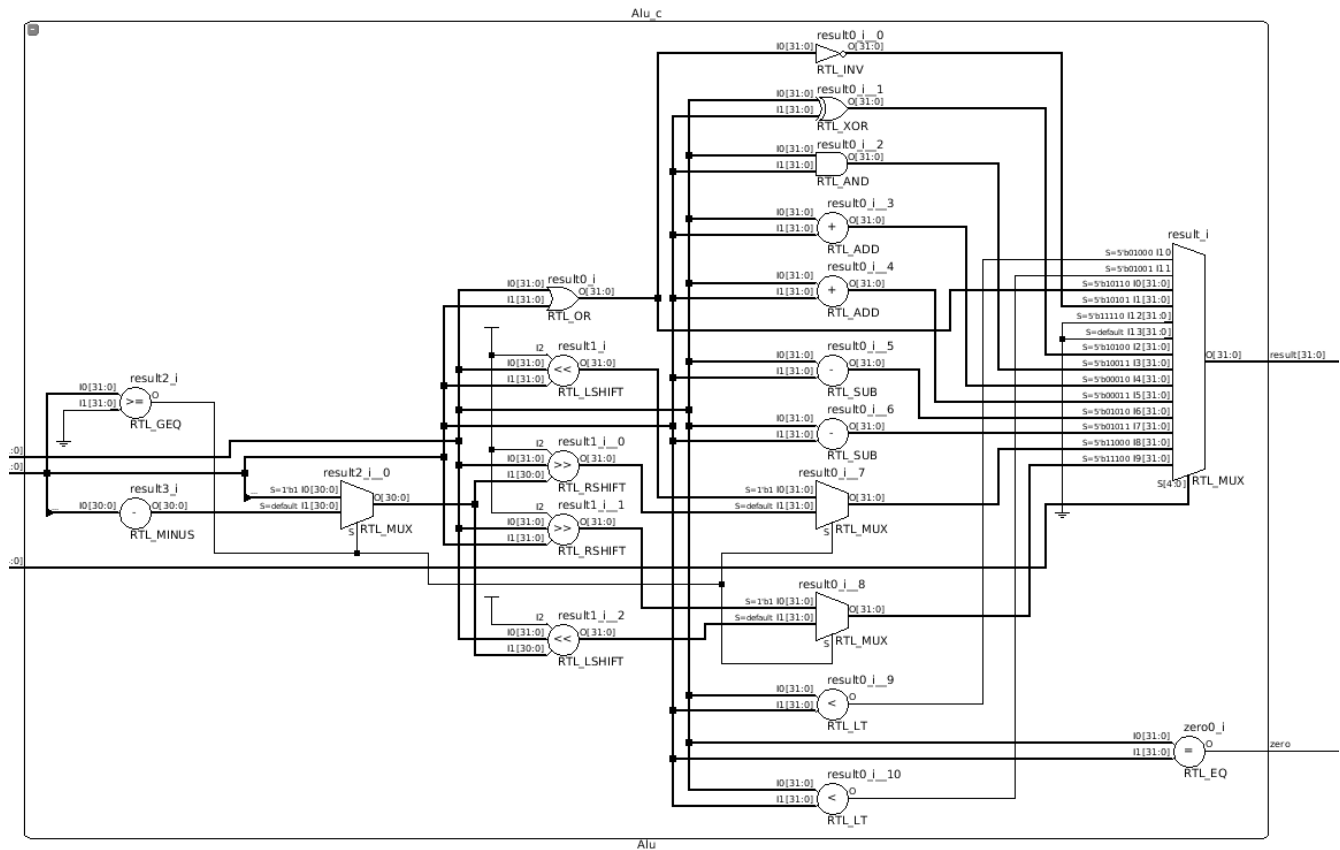 Alu_c
result0_i__0
I0[31:0] O[31:0]
RTL_INV
result0_i__1
I0[31:0] O[31:0]
I1[31:0]
RTL_XOR
result0_i__2
I0[31:0] O[31:0]
I1[31:0]
RTL_AND
result0_i__3
I0[31:0] O[31:0]
I1[31:0] +
RTL_ADD
result0_i__4
I0[31:0] O[31:0]
I1[31:0] +
RTL_ADD
result0_i
I0[31:0] O[31:0]
I1[31:0]
RTL_OR
result1_i
I2
I0[31:0] << O[31:0]
I1[31:0]
RTL_LSHIFT
result0_i__5
I0[31:0] O[31:0]
I1[31:0] -
RTL_SUB
result0_i__6
I0[31:0] O[31:0]
I1[31:0] -
RTL_SUB
result2_i
I0[31:0] O
I1[31:0] >=
RTL_GEQ
:0]
:0]
result3_i
I0[30:0] - O[30:0]
RTL_MINUS
result2_i__0
S=1'b1 I0[30:0] O[30:0]
S=default I1[30:0]
S RTL_MUX
result1_i__0
I2
I0[31:0] >> O[31:0]
I1[30:0]
RTL_RSHIFT
result1_i__1
I2
I0[31:0] >> O[31:0]
I1[31:0]
RTL_RSHIFT
result0_i__7
S=1'b1 I0[31:0] O[31:0]
S=default I1[31:0]
S RTL_MUX
:0]
result1_i__2
I2
I0[31:0] << O[31:0]
I1[30:0]
RTL_LSHIFT
result0_i__8
S=1'b1 I0[31:0] O[31:0]
S=default I1[31:0]
S RTL_MUX
result0_i__9
I0[31:0] O
I1[31:0] <
RTL_LT
result0_i__10
I0[31:0] O
I1[31:0] <
RTL_LT
result_i
S=5'b01000 I10
S=5'b01001 I11
S=5'b10110 I0[31:0]
S=5'b10101 I1[31:0]
S=5'b11110 I12[31:0]
S=default I13[31:0]
S=5'b10100 I2[31:0]
S=5'b10011 I3[31:0]
S=5'b00010 I4[31:0]
S=5'b00011 I5[31:0]
S=5'b01010 I6[31:0]
S=5'b01011 I7[31:0]
S=5'b11000 I8[31:0]
S=5'b11100 I9[31:0]
O[31:0] result[31:0]
S[4:0] RTL_MUX
zero0_i
I0[31:0] O zero
I1[31:0] =
RTL_EQ
Alu